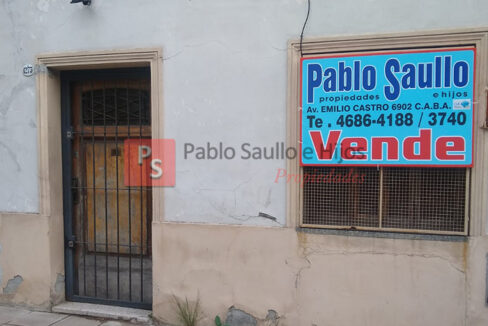 Pablo Saullo
propiedades e hijos
Av. EMILIO CASTRO 6902 C.A.B.A.
Te. 4686-4188 / 3740
Vende
PS Pablo Saullo e Hijos
Propiedades